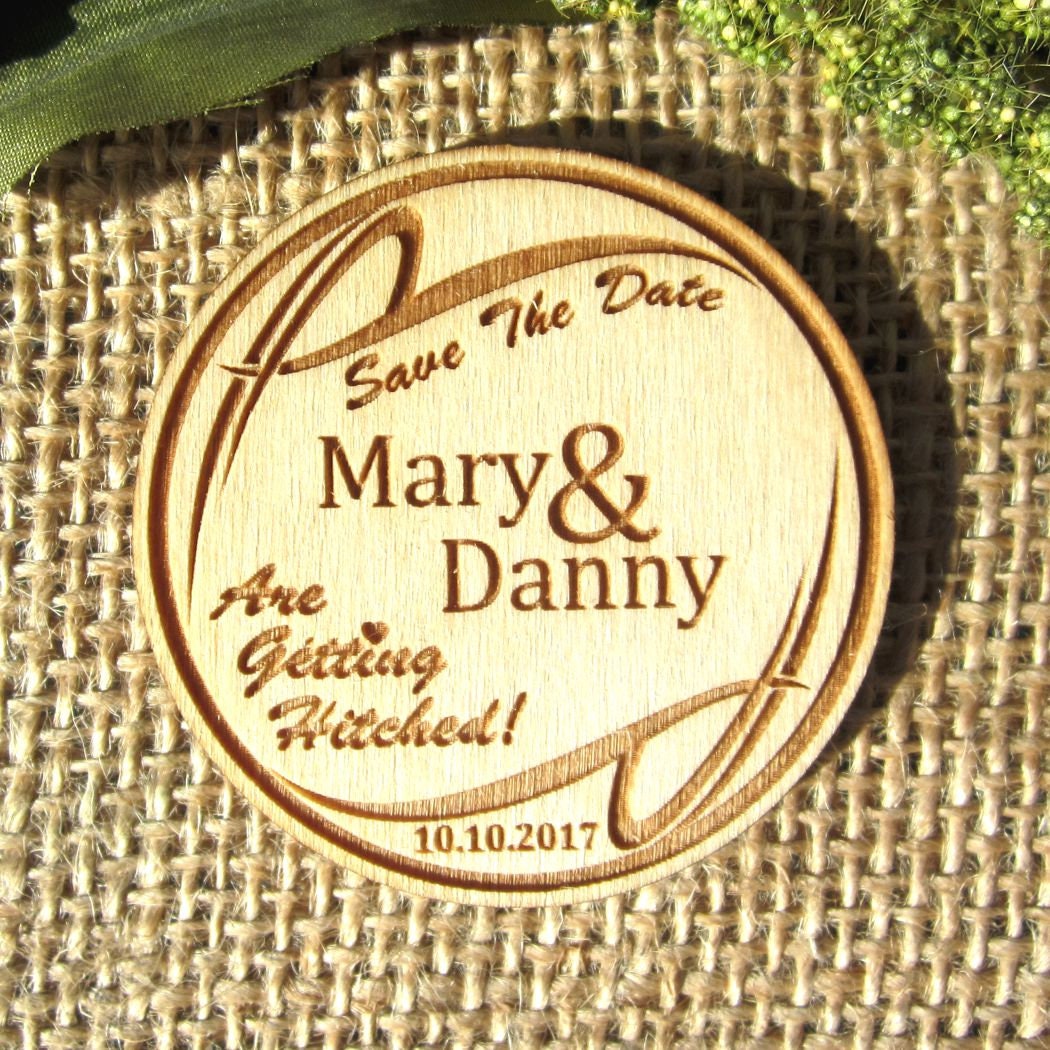 Save The Date
Mary &
Danny
Are
Getting
Hitched!
10.10.2017